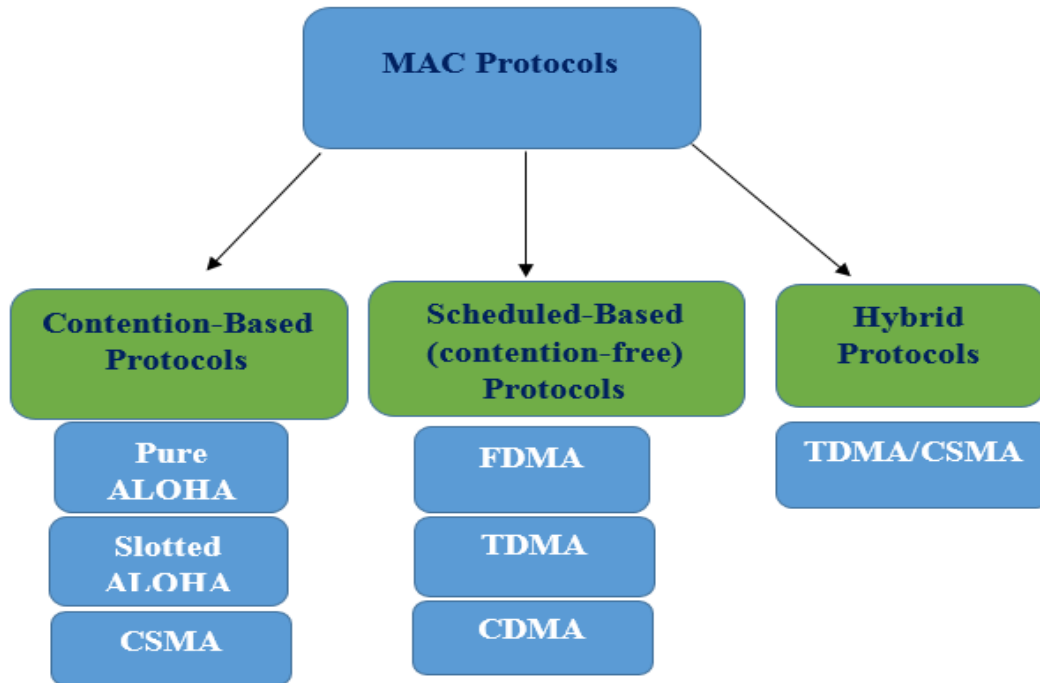 MAC Protocols
Contention-Based
Protocols
Scheduled-Based
(contention-free)
Protocols
Hybrid
Protocols
Pure
ALOHA
Slotted
ALOHA
CSMA
FDMA
TDMA
CDMA
TDMA/CSMA